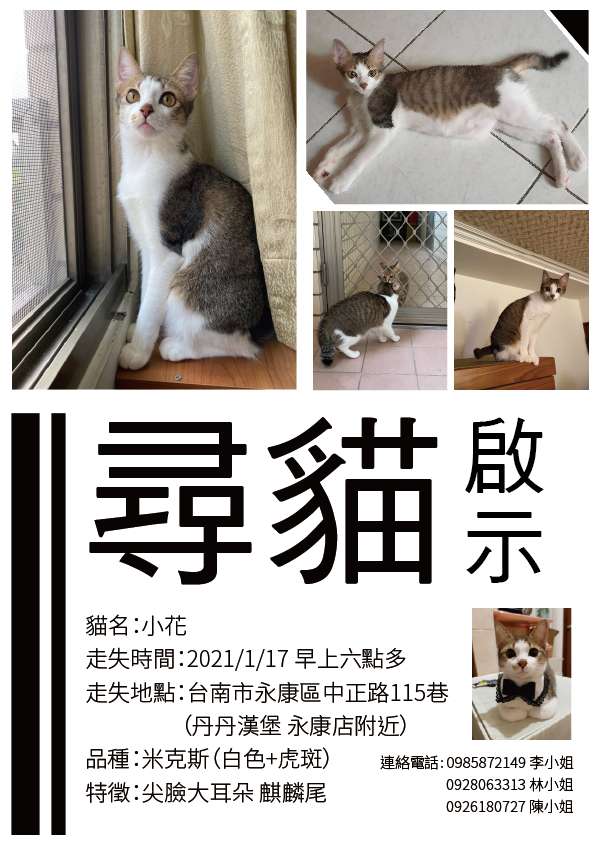 尋貓
啟示
貓名：小花
走失時間：2021/1/17 早上六點多
走失地點：台南市永康區中正路115巷
（丹丹漢堡 永康店附近）
品種：米克斯（白色+虎斑）
特徵：尖臉大耳朵 麒麟尾
連絡電話：0985872149 李小姐
0928063313 林小姐
0926180727 陳小姐